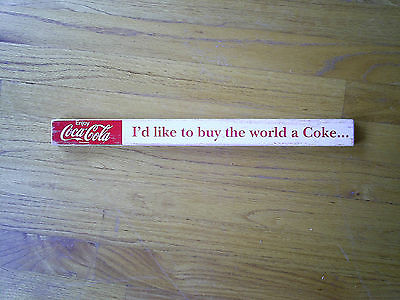 Enjoy
Coca-Cola
I'd like to buy the world a Coke...